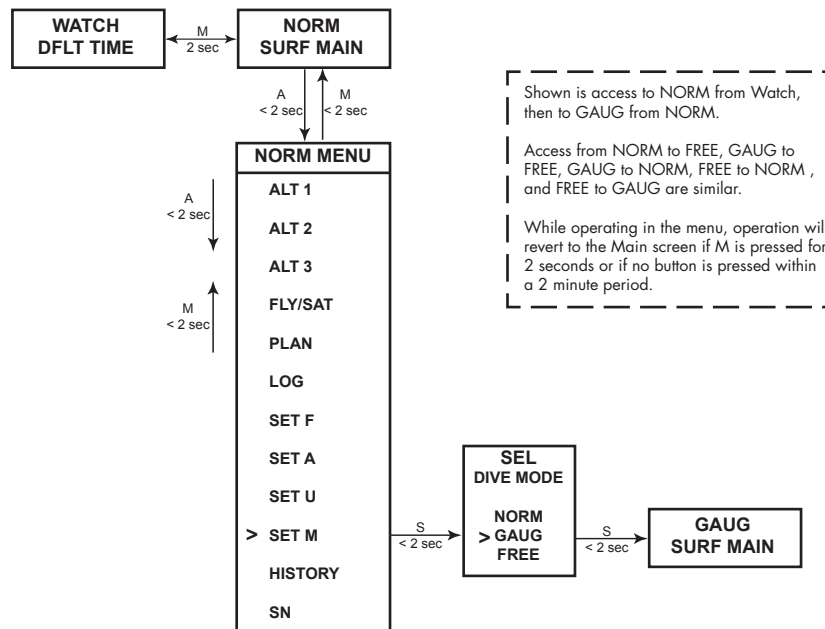 WATCH
DFLT TIME
M
2 sec
NORM
SURF MAIN
A
< 2 sec
M
< 2 sec
Shown is access to NORM from Watch,
then to GAUG from NORM.
Access from NORM to FREE, GAUG to
FREE, GAUG to NORM, FREE to NORM ,
and FREE to GAUG are similar.
While operating in the menu, operation wil
revert to the Main screen if M is pressed for
2 seconds or if no button is pressed within
a 2 minute period.
NORM MENU
A
< 2 sec
M
< 2 sec
ALT 1
ALT 2
ALT 3
FLY/SAT
PLAN
LOG
SET F
SET A
SET U
> SET M
HISTORY
SN
S
< 2 sec
SEL
DIVE MODE
NORM
> GAUG
FREE
S
< 2 sec
GAUG
SURF MAIN